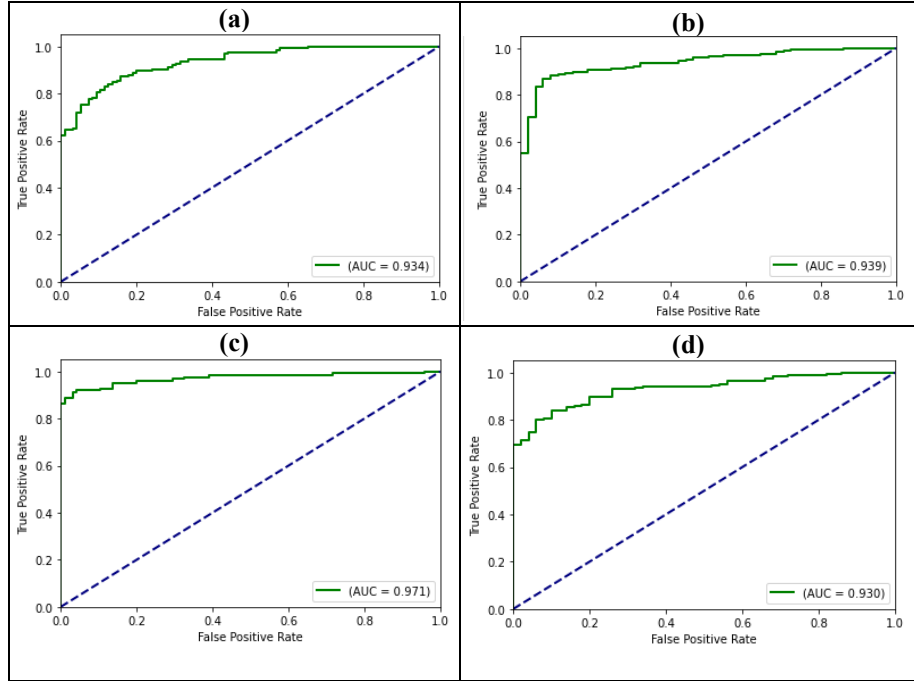 (a)
1.0
0.8
0.6
0.4
0.2
0.0
True Positive Rate
(AUC = 0.934)
0.0 0.2 0.4 0.6 0.8 1.0
False Positive Rate
(b)
1.0
0.8
0.6
0.4
0.2
0.0
True Positive Rate
(AUC = 0.939)
0.0 0.2 0.4 0.6 0.8 1.0
False Positive Rate
(c)
1.0
0.8
0.6
0.4
0.2
0.0
True Positive Rate
(AUC = 0.971)
0.0 0.2 0.4 0.6 0.8 1.0
False Positive Rate
(d)
1.0
0.8
0.6
0.4
0.2
0.0
True Positive Rate
(AUC = 0.930)
0.0 0.2 0.4 0.6 0.8 1.0
False Positive Rate